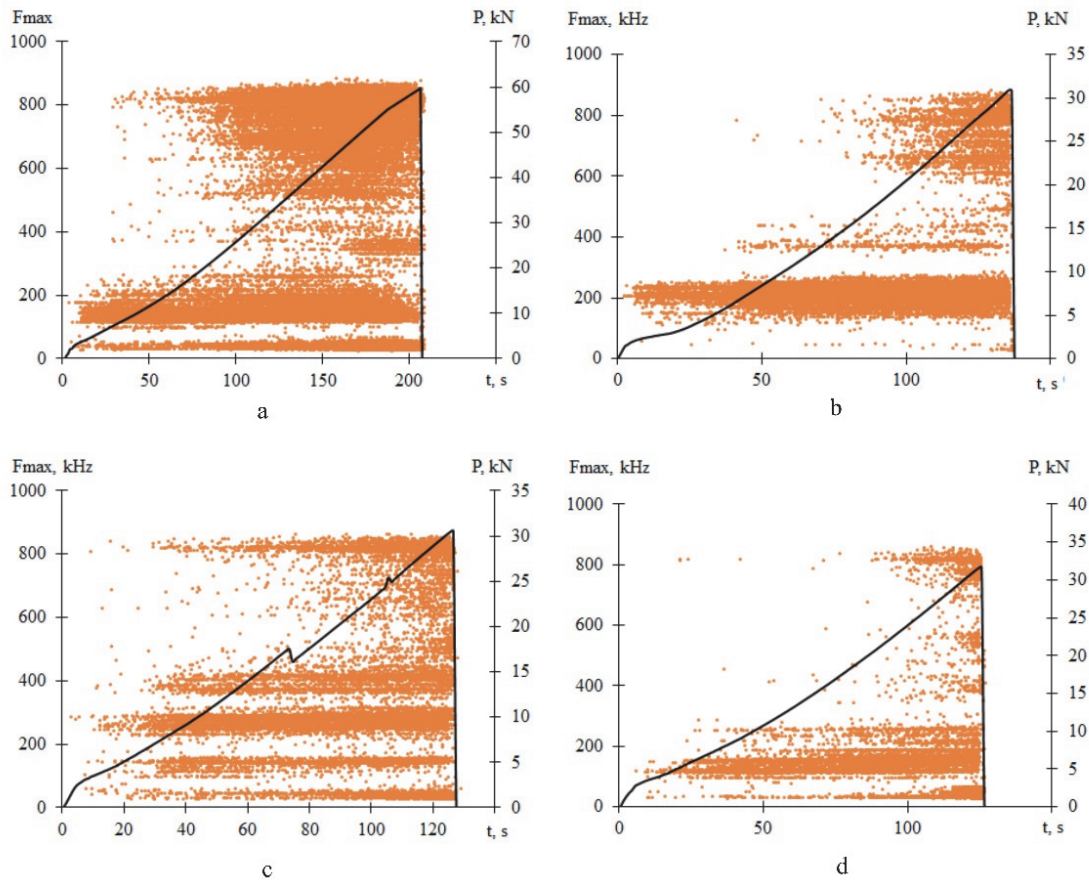 Fmax P, kN
1000 70
800 60
50
600 40
400 30
200 20
10
0 0
0 50 100 150 200 t, s
a
Fmax, kHz P, kN
1000 35
800 30
25
600 20
400 15
200 10
5
0 0
0 50 100 t, s
b
Fmax, kHz P, kN
1000 35
800 30
25
600 20
400 15
200 10
5
0 0
0 20 40 60 80 100 120 t, s
c
Fmax, kHz P, kN
1000 40
35
800 30
600 25
20
400 15
200 10
5
0 0
0 50 100 t, s
d